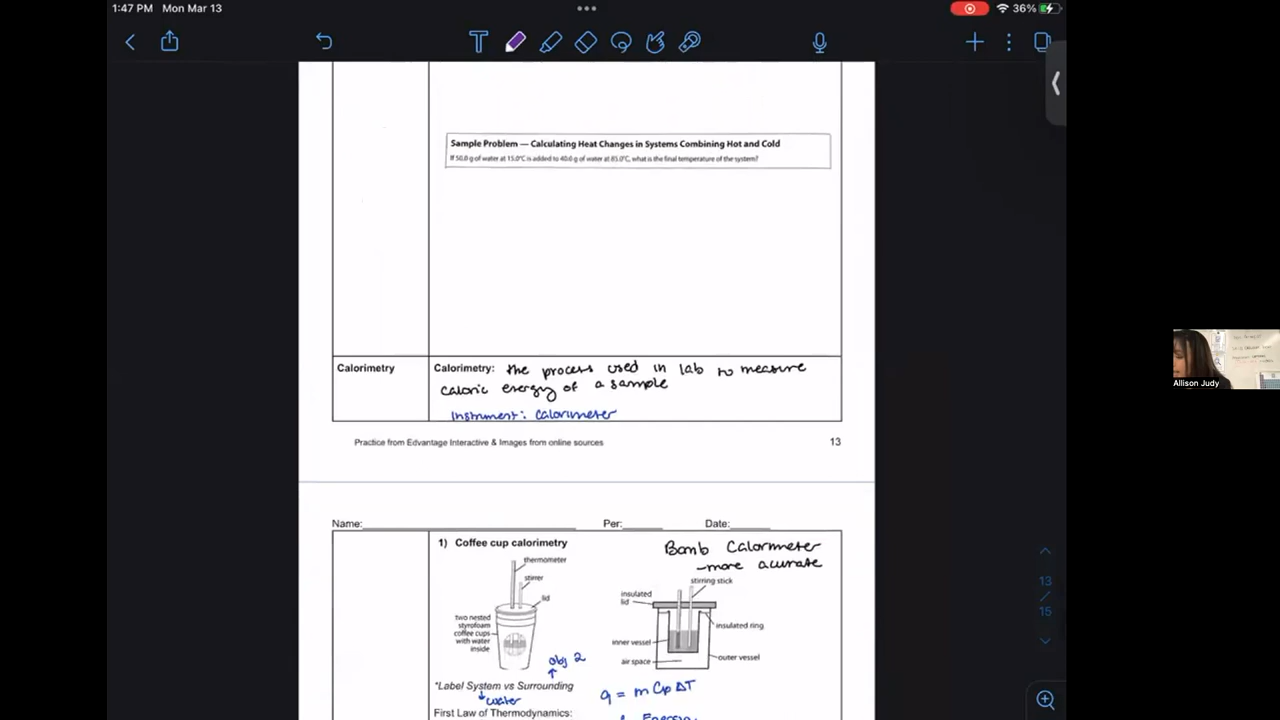 1:47 PM Mon Mar 13
36%
Sample Problem — Calculating Heat Changes in Systems Combining Hot and Cold
If 50.0 g of water at 15.0°C is added to 40.0 g of water at 85.0°C, what is the final temperature of the system?
Calorimetry
Calorimetry: the process used in lab to measure
caloric energy of a sample
Instrument: Calorimeter
Practice from Edvantage Interactive & Images from online sources
13
Name: Per: Date:
1) Coffee cup calorimetry
Bomb Calormeter
- more acurate
thermometer
stirrer
lid
two nested
styrofoam
coffee cups
with water
inside
stirring stick
insulated
lid
insulated ring
inner vessel
air space
outer vessel
obj 2
*Label System vs Surrounding
water
q = m Cp ΔT
First Law of Thermodynamics:
Energy
13
/
15
Allison Judy